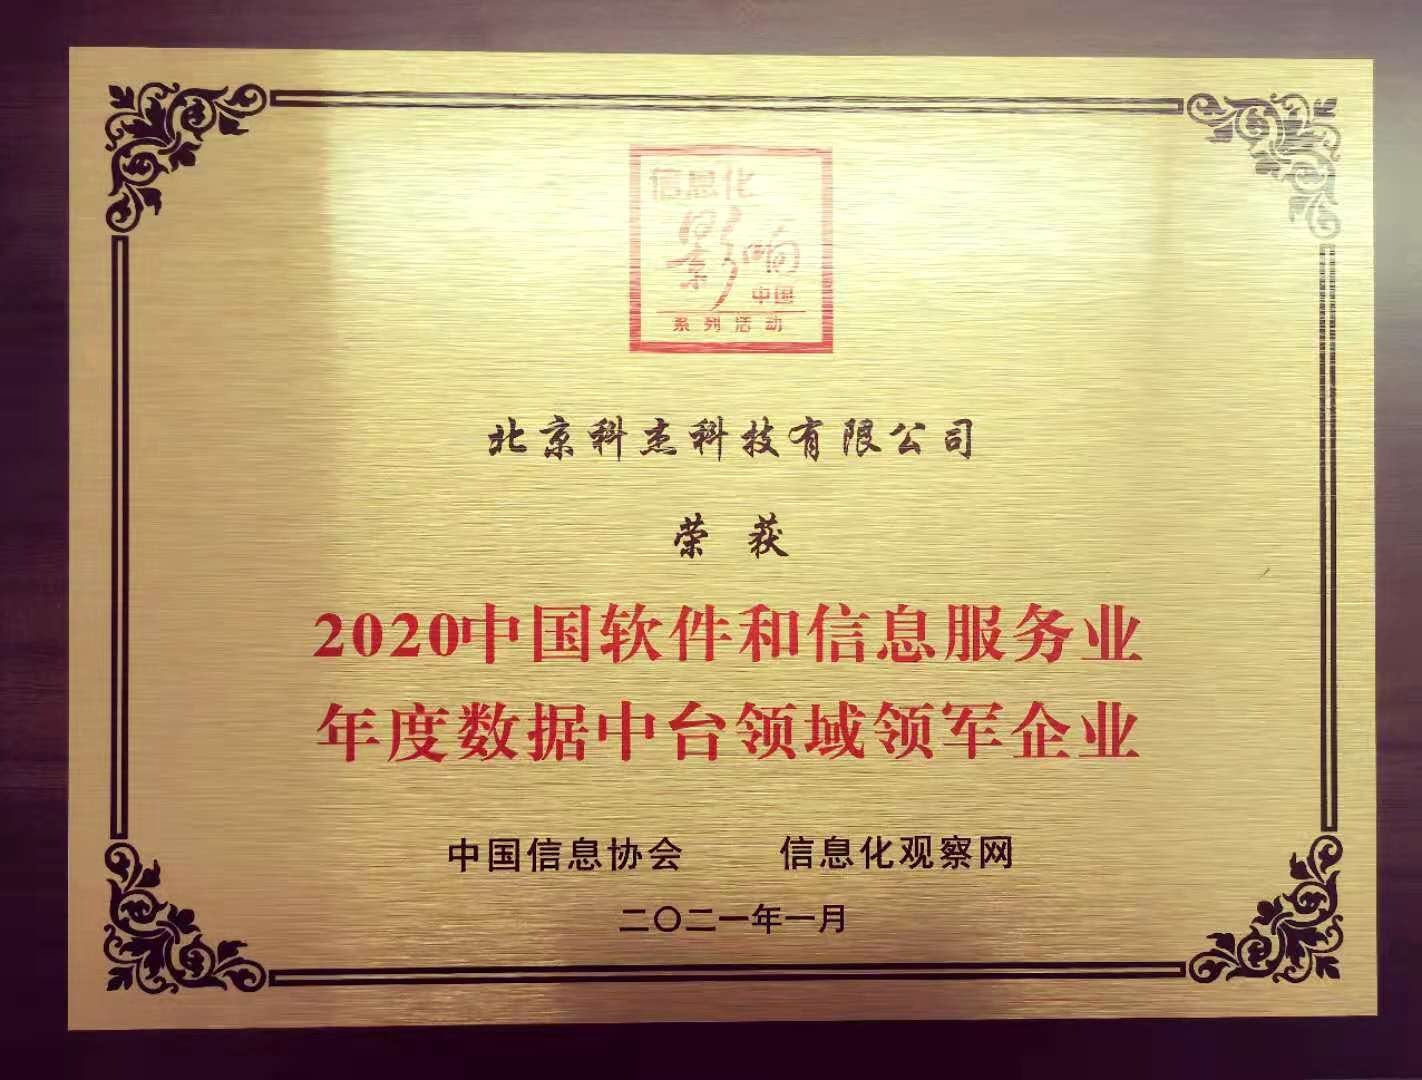 信息化
影响
中国
系列活动
北京科杰科技有限公司
荣获
2020中国软件和信息服务业
年度数据中台领域领军企业
中国信息协会 信息化观察网
二〇二一年一月